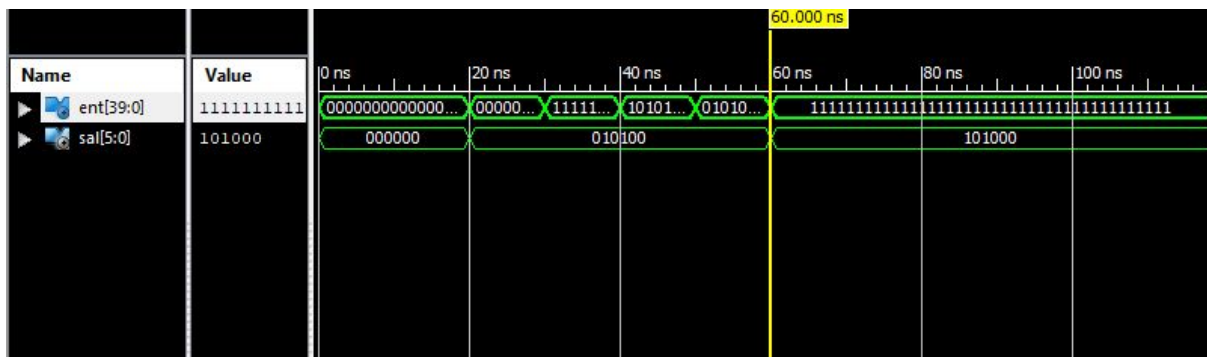 60.000 ns
Name Value 0 ns 20 ns 40 ns 60 ns 80 ns 100 ns
ent[39:0] 1111111111 0000000000000... 00000... 11111... 10101... 01010... 1111111111111111111111111111111111111111
sal[5:0] 101000 000000 010100 101000